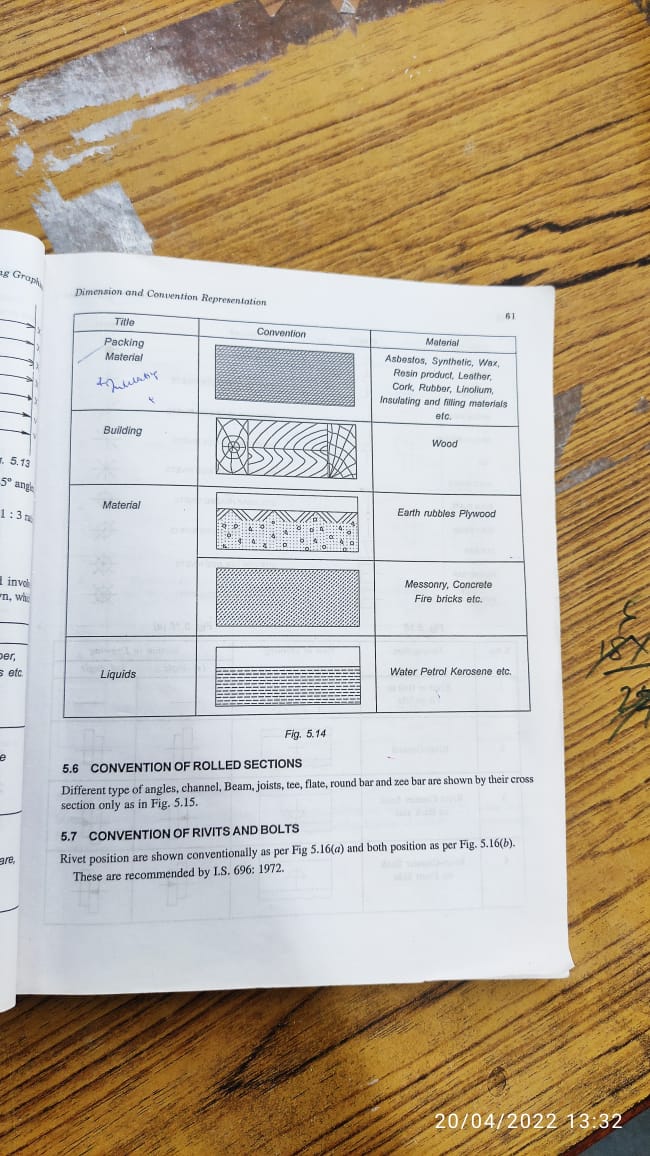 ng Graph
Dimension and Convention Representation
61
Title
Convention
Material
Packing
Material
Asbestos, Synthetic, Wax,
Resin product, Leather,
Cork, Rubber, Linolium,
Insulating and filling materials
etc.
Building
Wood
Material
Earth rubbles Plywood
Messonry, Concrete
Fire bricks etc.
Liquids
Water Petrol Kerosene etc.
Fig. 5.14
5.6 CONVENTION OF ROLLED SECTIONS
Different type of angles, channel, Beam, joists, tee, flate, round bar and zee bar are shown by their cross
section only as in Fig. 5.15.
5.7 CONVENTION OF RIVITS AND BOLTS
Rivet position are shown conventionally as per Fig 5.16(a) and both position as per Fig. 5.16(b).
These are recommended by I.S. 696: 1972.
. 5.13
5° angle
1 : 3
d invol
n, whi
per,
s etc.
e
are,
20/04/2022 13:32